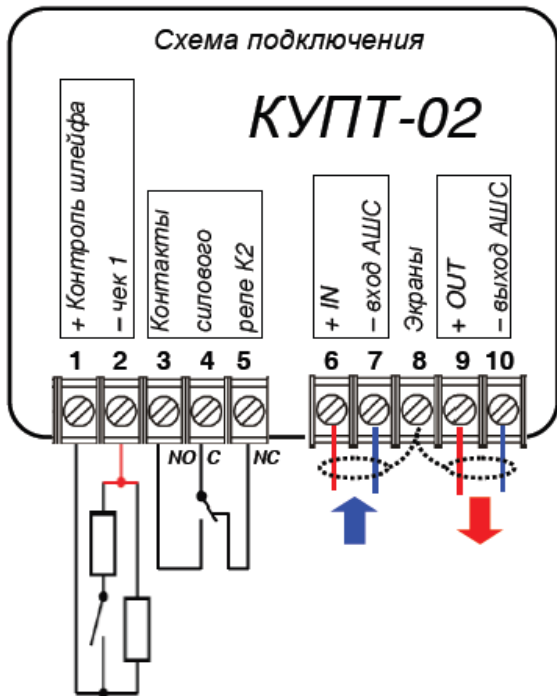 Схема подключения
КУПТ-02
+ Контроль шлейфа
– чек 1
Контакты
силового
реле К2
+ IN
– вход АШС
Экраны
+ OUT
– выход АШС
1 2 3 4 5 6 7 8 9 10
NO C NC